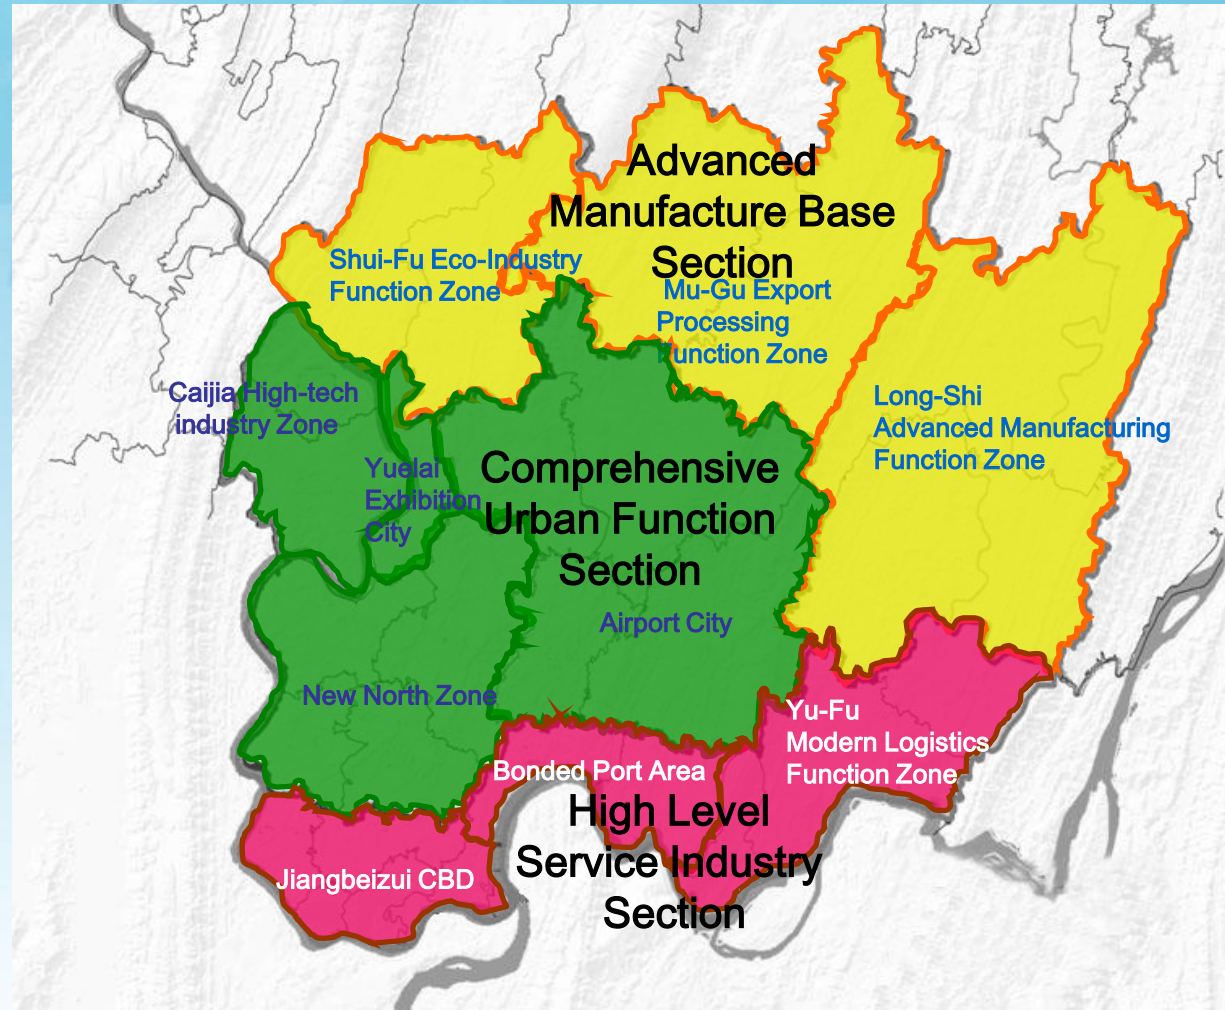 Advanced
Manufacture Base
Section
Shui-Fu Eco-Industry
Function Zone
Mu-Gu Export
Processing
Function Zone
Caijia High-tech
industry Zone
Long-Shi
Advanced Manufacturing
Function Zone
Yuelai
Exhibition
City
Comprehensive
Urban Function
Section
Airport City
New North Zone
Yu-Fu
Modern Logistics
Function Zone
Bonded Port Area
High Level
Service Industry
Section
Jiangbeizui CBD